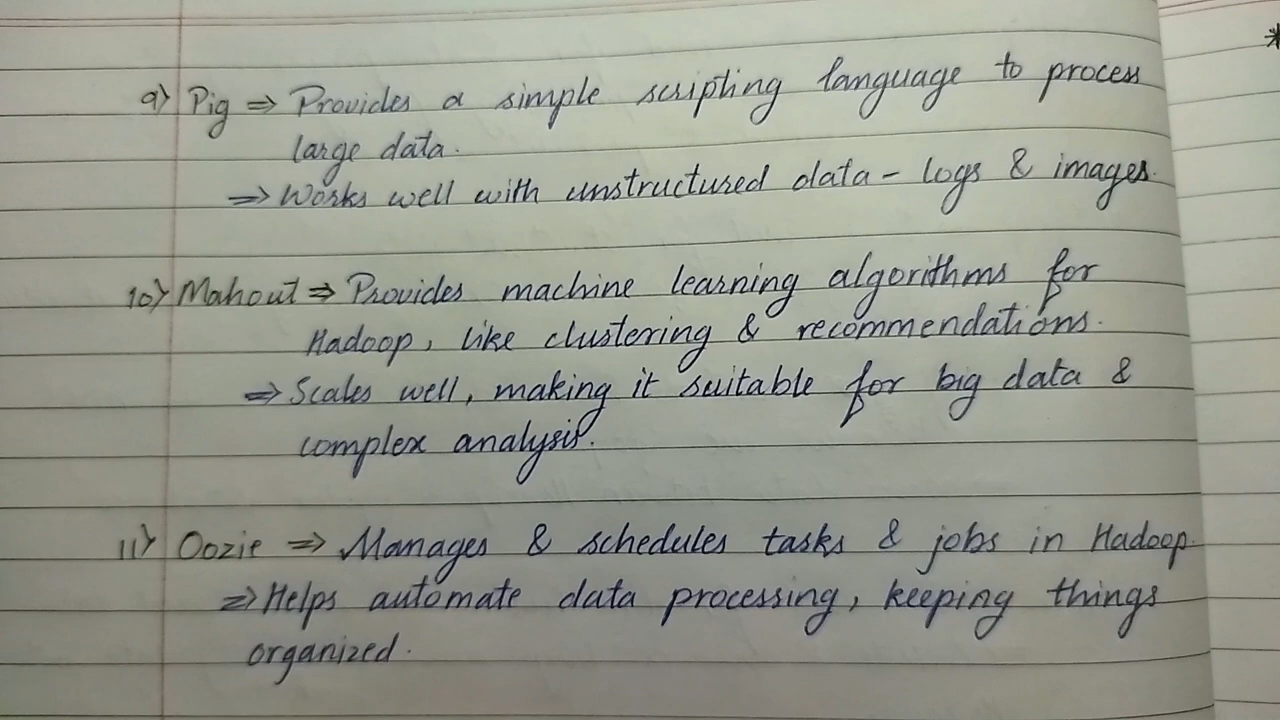 9) Pig ⇒ Provides a simple scripting language to process
large data.
⇒ Works well with unstructured data - logs & images.
10) Mahout ⇒ Provides machine learning algorithms for
Hadoop, like clustering & recommendations.
⇒ Scales well, making it suitable for big data &
complex analysis.
11) Oozie ⇒ Manages & schedules tasks & jobs in Hadoop.
⇒ Helps automate data processing, keeping things
organized.